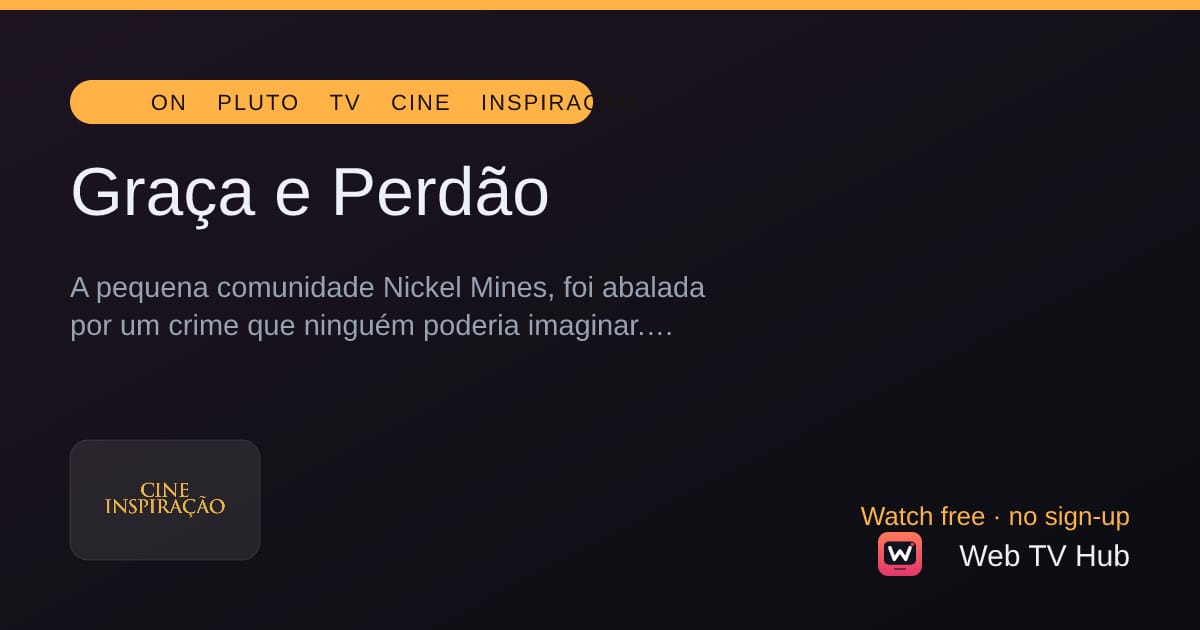 ON PLUTO TV CINE
Graça e Perdão
A pequena comunidade Nickel Mines, foi abalada
por um crime que ninguém poderia imaginar.…
CINE
INSPIRAÇÃO
Watch free · no sign-up
W
Web TV Hub